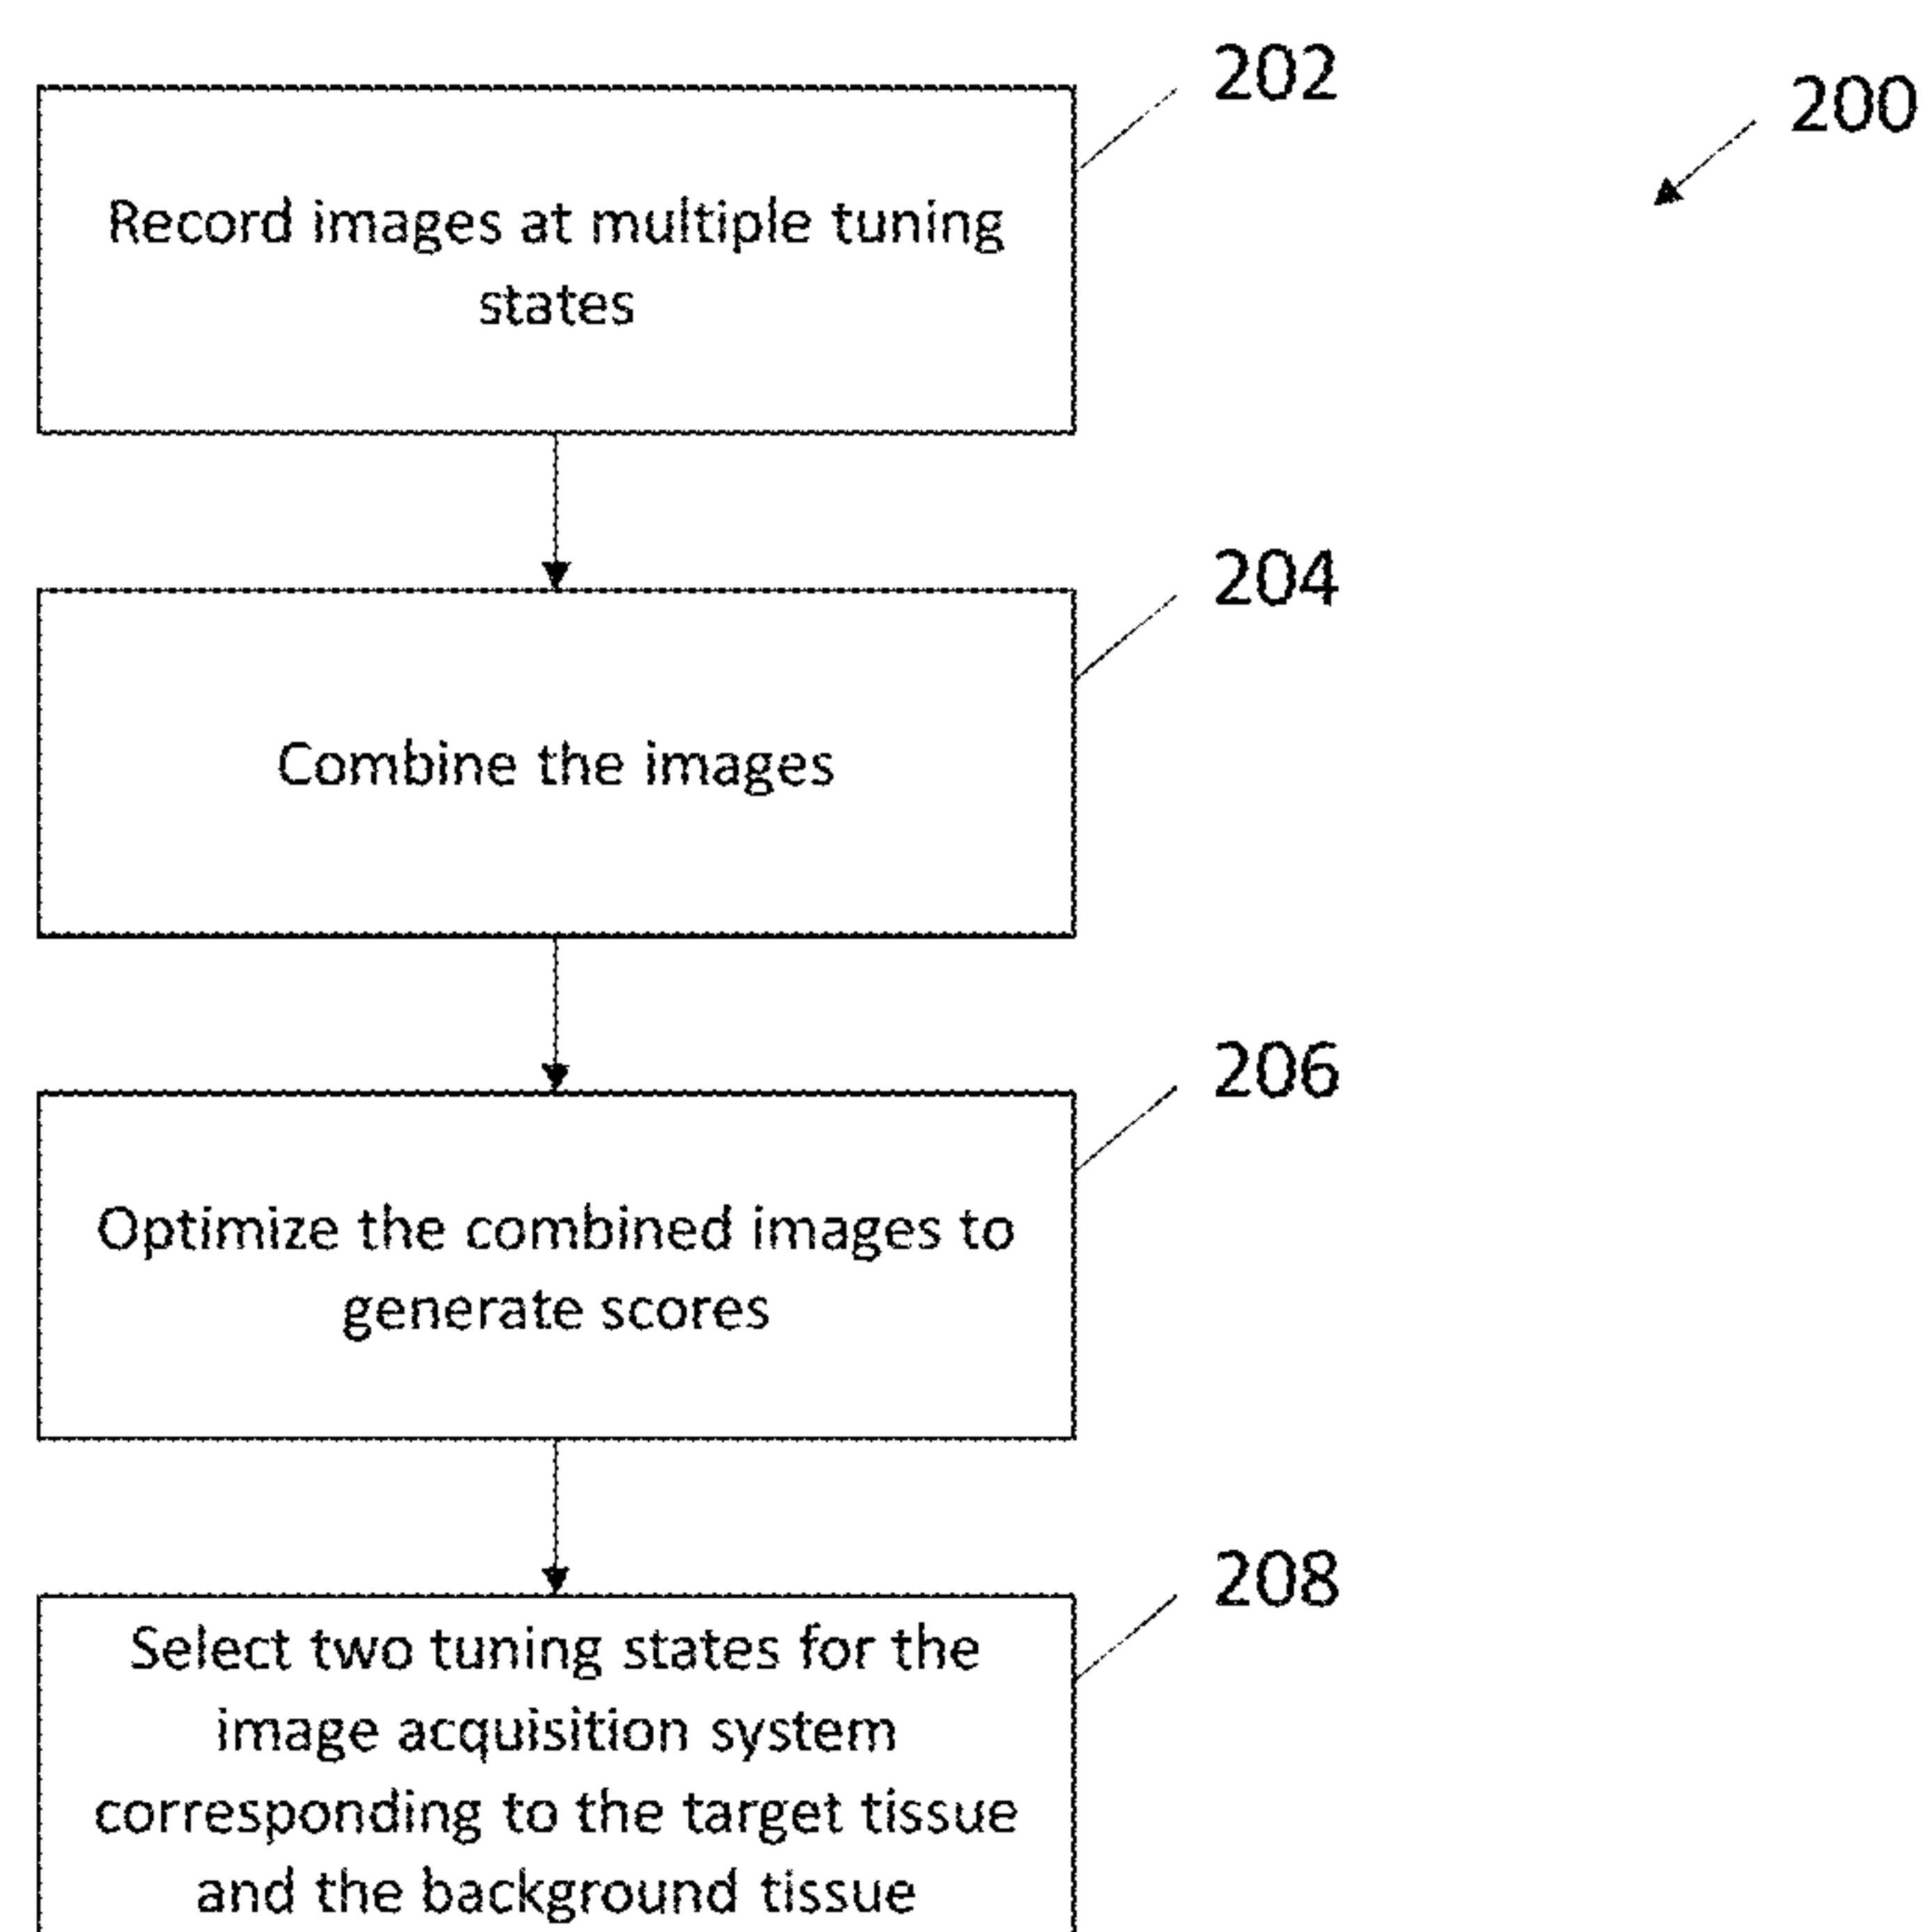 202
200
Record images at multiple tuning
states
204
Combine the images
206
Optimize the combined images to
generate scores
208
Select two tuning states for the
image acquisition system
corresponding to the target tissue
and the background tissue